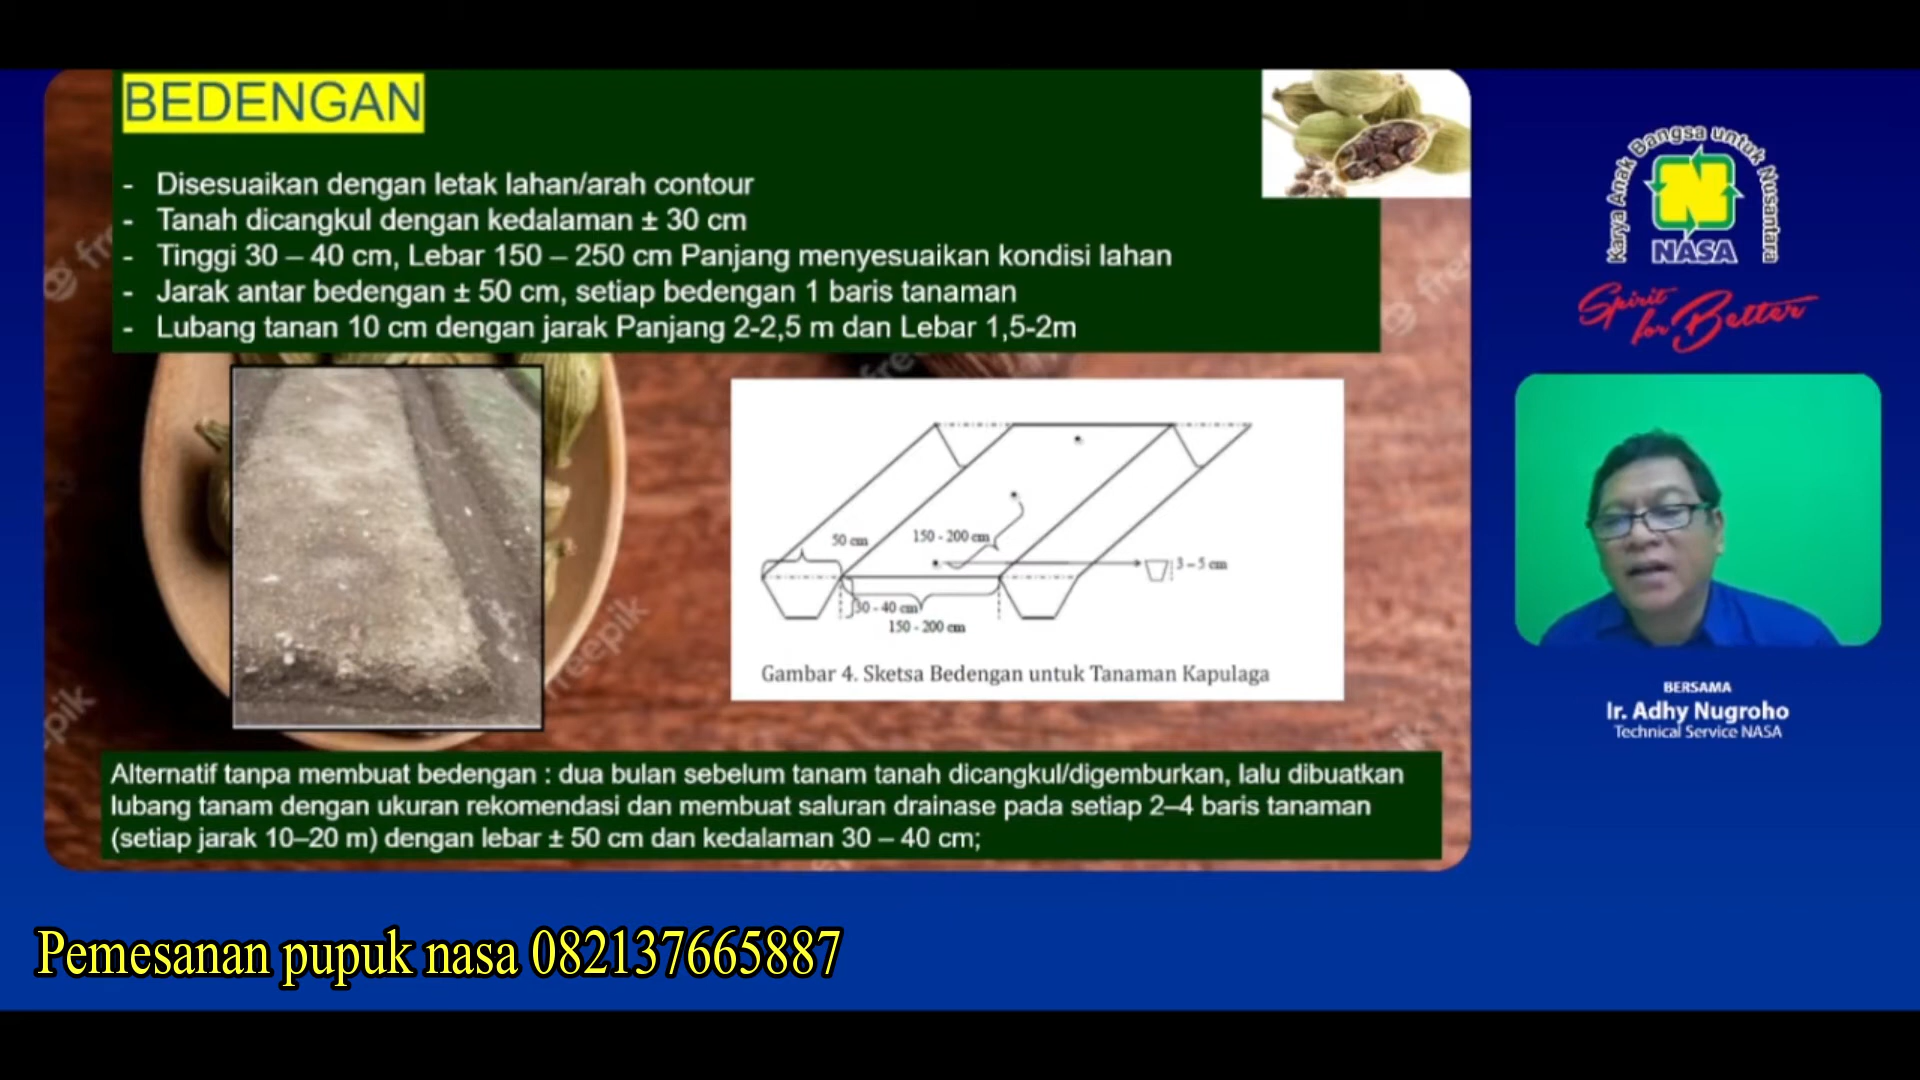 BEDENGAN
- Disesuaikan dengan letak lahan/arah contour
- Tanah dicangkul dengan kedalaman ± 30 cm
- Tinggi 30 – 40 cm, Lebar 150 – 250 cm Panjang menyesuaikan kondisi lahan
- Jarak antar bedengan ± 50 cm, setiap bedengan 1 baris tanaman
- Lubang tanan 10 cm dengan jarak Panjang 2-2,5 m dan Lebar 1,5-2m
50 cm
150 - 200 cm
3 – 5 cm
30 - 40 cm
150 - 200 cm
Gambar 4. Sketsa Bedengan untuk Tanaman Kapulaga
freepik
Alternatif tanpa membuat bedengan : dua bulan sebelum tanam tanah dicangkul/digemburkan, lalu dibuatkan
lubang tanam dengan ukuran rekomendasi dan membuat saluran drainase pada setiap 2–4 baris tanaman
(setiap jarak 10–20 m) dengan lebar ± 50 cm dan kedalaman 30 – 40 cm;
Karya Anak Bangsa untuk Nusantara
N
NASA
Spirit
for Better
BERSAMA
Ir. Adhy Nugroho
Technical Service NASA
Pemesanan pupuk nasa 082137665887